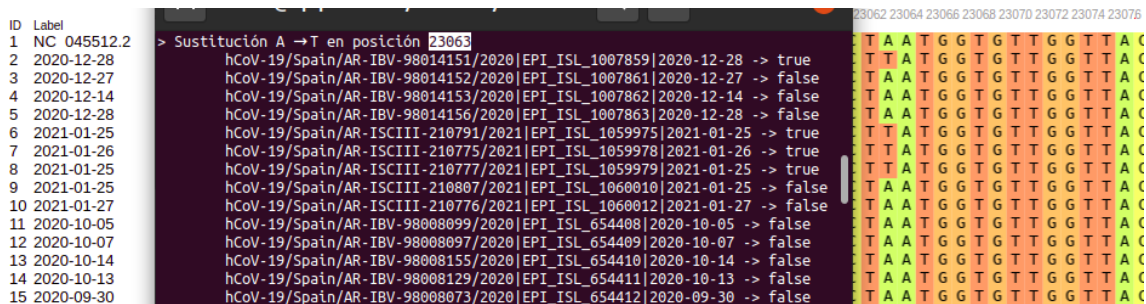 23062 23064 23066 23068 23070 23072 23074 23076
ID Label
1 NC 045512.2 > Sustitución A →T en posición 23063 T A A T G G T G T T G G T T A C
2 2020-12-28 hCoV-19/Spain/AR-IBV-98014151/2020|EPI_ISL_1007859|2020-12-28 -> true T T A T G G T G T T G G T T A C
3 2020-12-27 hCoV-19/Spain/AR-IBV-98014152/2020|EPI_ISL_1007861|2020-12-27 -> false T A A T G G T G T T G G T T A C
4 2020-12-14 hCoV-19/Spain/AR-IBV-98014153/2020|EPI_ISL_1007862|2020-12-14 -> false T A A T G G T G T T G G T T A C
5 2020-12-28 hCoV-19/Spain/AR-IBV-98014156/2020|EPI_ISL_1007863|2020-12-28 -> false T A A T G G T G T T G G T T A C
6 2021-01-25 hCoV-19/Spain/AR-ISCIII-210791/2021|EPI_ISL_1059975|2021-01-25 -> true T T A T G G T G T T G G T T A C
7 2021-01-26 hCoV-19/Spain/AR-ISCIII-210775/2021|EPI_ISL_1059978|2021-01-26 -> true T T A T G G T G T T G G T T A C
8 2021-01-25 hCoV-19/Spain/AR-ISCIII-210777/2021|EPI_ISL_1059979|2021-01-25 -> true T T A T G G T G T T G G T T A C
9 2021-01-25 hCoV-19/Spain/AR-ISCIII-210807/2021|EPI_ISL_1060010|2021-01-25 -> false T A A T G G T G T T G G T T A C
10 2021-01-27 hCoV-19/Spain/AR-ISCIII-210776/2021|EPI_ISL_1060012|2021-01-27 -> false T A A T G G T G T T G G T T A C
11 2020-10-05 hCoV-19/Spain/AR-IBV-98008099/2020|EPI_ISL_654408|2020-10-05 -> false T A A T G G T G T T G G T T A C
12 2020-10-07 hCoV-19/Spain/AR-IBV-98008097/2020|EPI_ISL_654409|2020-10-07 -> false T A A T G G T G T T G G T T A C
13 2020-10-14 hCoV-19/Spain/AR-IBV-98008155/2020|EPI_ISL_654410|2020-10-14 -> false T A A T G G T G T T G G T T A C
14 2020-10-13 hCoV-19/Spain/AR-IBV-98008129/2020|EPI_ISL_654411|2020-10-13 -> false T A A T G G T G T T G G T T A C
15 2020-09-30 hCoV-19/Spain/AR-IBV-98008073/2020|EPI_ISL_654412|2020-09-30 -> false T A A T G G T G T T G G T T A C